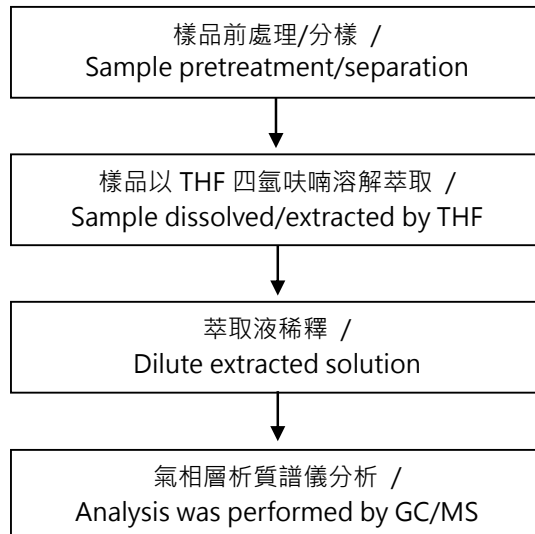 樣品前處理/分樣 /
Sample pretreatment/separation
樣品以 THF 四氫呋喃溶解萃取 /
Sample dissolved/extracted by THF
萃取液稀釋 /
Dilute extracted solution
氣相層析質譜儀分析 /
Analysis was performed by GC/MS